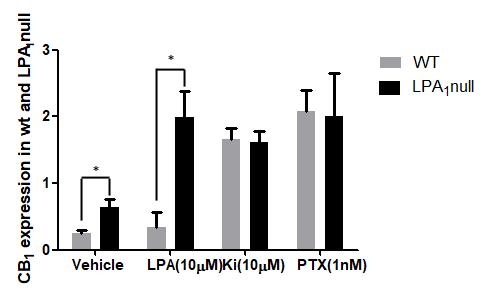 CB₁ expression in wt and LPA₁null
3
2
1
0
*
*
WT
LPA₁null
Vehicle
LPA(10μM)
Ki(10μM)
PTX(1nM)